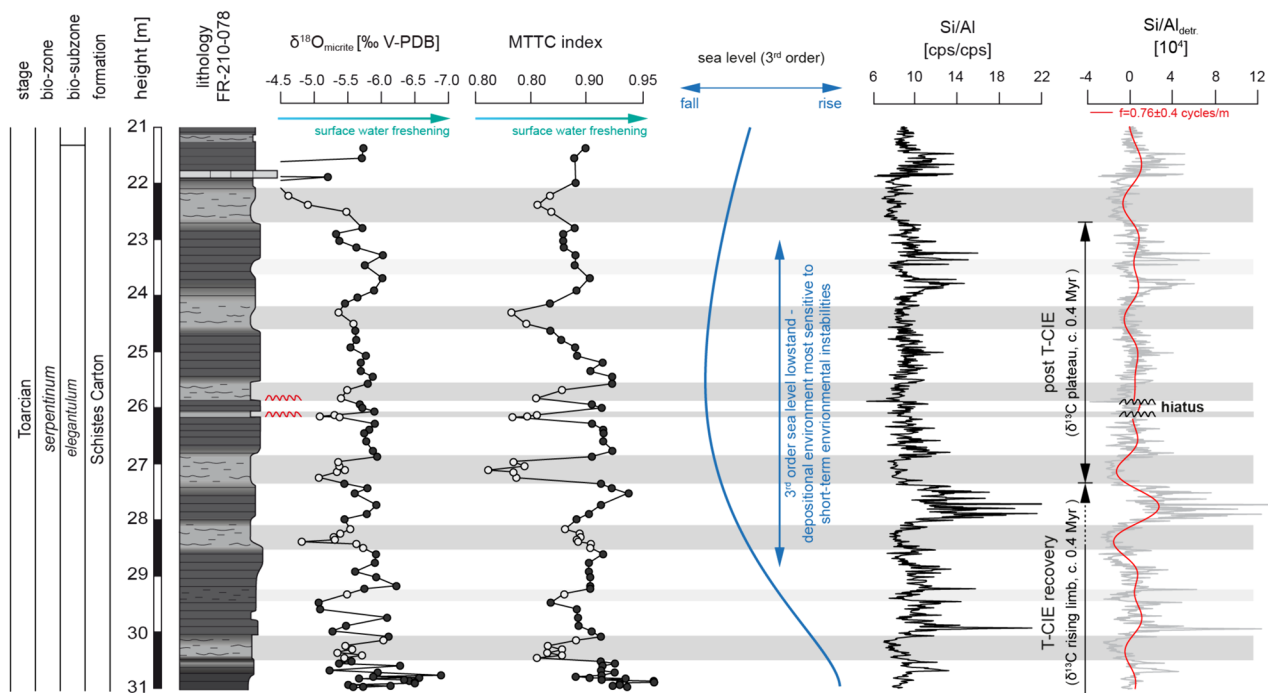 stage
bio-zone
bio-subzone
formation
height [m]
lithology
FR-210-078
δ18Omicrite [‰ V-PDB]
-4.5 -5.0 -5.5 -6.0 -6.5 -7.0
surface water freshening
MTTC index
0.80 0.80 0.90 0.95
surface water freshening
sea level (3rd order)
fall rise
Si/Al
[cps/cps]
6 10 14 18 22
Si/Aldetr.
[104]
-4 0 4 8 12
f=0.76±0.4 cycles/m
21
22
23
24
25
26
27
28
29
30
31
Toarcian
serpentinum
elegantulum
Schistes Carton
3rd order sea level lowstand -
depositional environment most sensitive to
short-term envrionmental instabilities
post T-CIE
(δ13C plateau, c. 0.4 Myr )
hiatus
T-CIE recovery
(δ13C rising limb, c. 0.4 Myr )